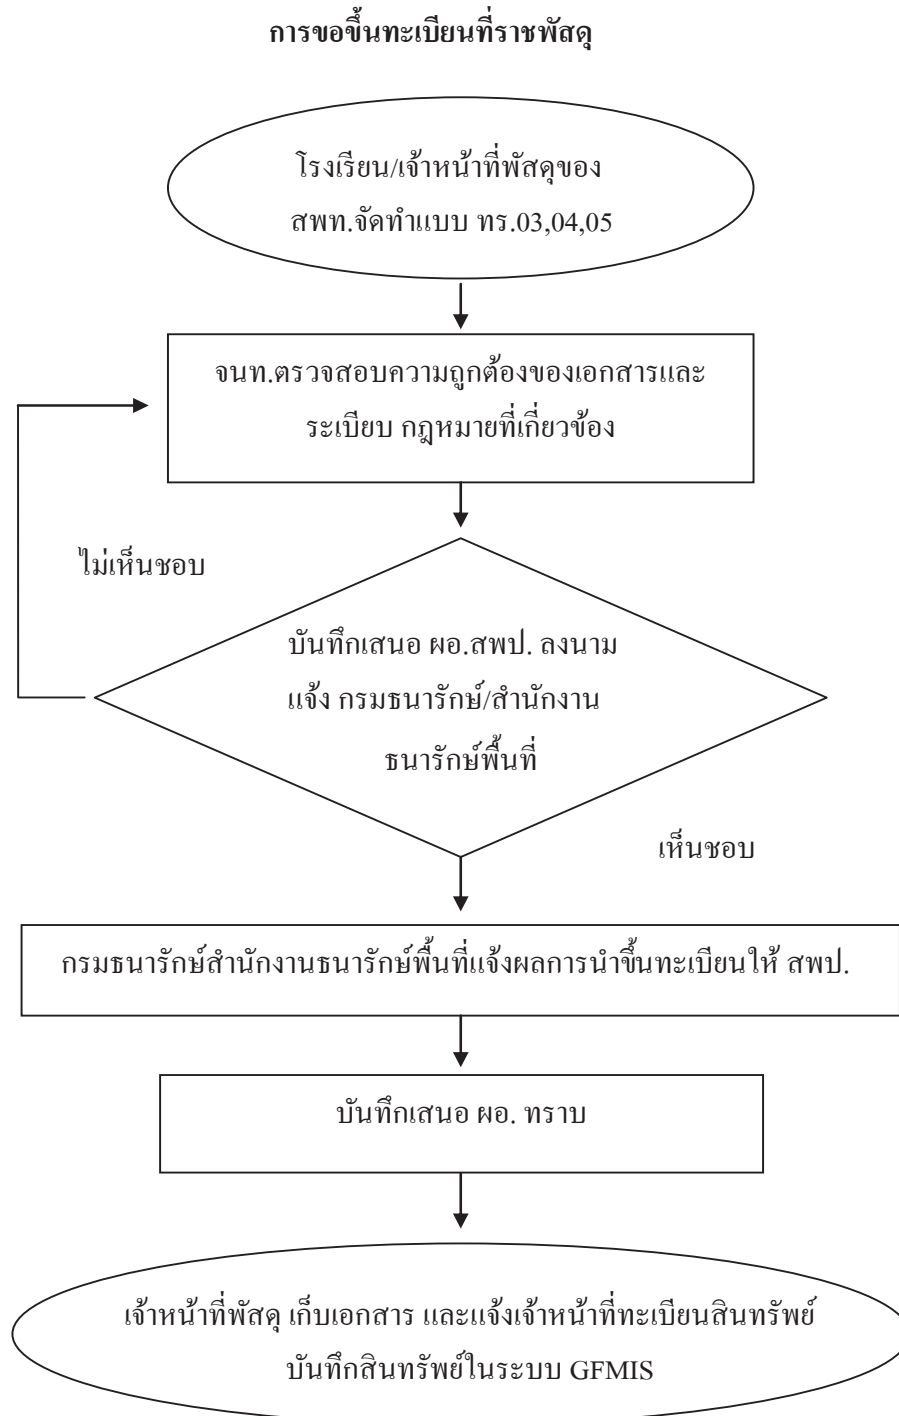 การขอขึ้นทะเบียนที่ราชพัสดุ
โรงเรียน/เจ้าหน้าที่พัสดุของ
สพท.จัดทำแบบ ทร.03,04,05
จนท.ตรวจสอบความถูกต้องของเอกสารและ
ระเบียบ กฎหมายที่เกี่ยวข้อง
ไม่เห็นชอบ
บันทึกเสนอ ผอ.สพป. ลงนาม
แจ้ง กรมธนารักษ์/สำนักงาน
ธนารักษ์พื้นที่
เห็นชอบ
กรมธนารักษ์สำนักงานธนารักษ์พื้นที่แจ้งผลการนำขึ้นทะเบียนให้ สพป.
บันทึกเสนอ ผอ. ทราบ
เจ้าหน้าที่พัสดุ เก็บเอกสาร และแจ้งเจ้าหน้าที่ทะเบียนสินทรัพย์
บันทึกสินทรัพย์ในระบบ GFMIS